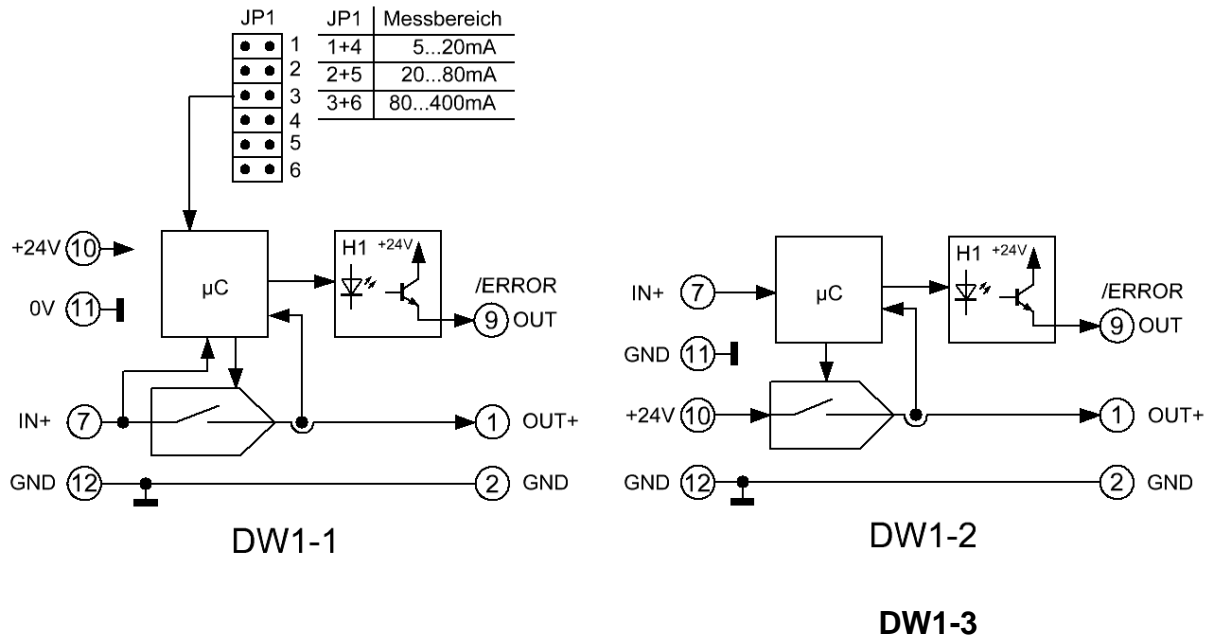 JP1
1
2
3
4
5
6
JP1 Messbereich
1+4 5...20mA
2+5 20...80mA
3+6 80...400mA
+24V 10
0V 11
µC
H1 +24V
/ERROR
9 OUT
IN+ 7
1 OUT+
GND 12
2 GND
DW1-1
IN+ 7
µC
H1 +24V
/ERROR
9 OUT
GND 11
+24V 10
1 OUT+
GND 12
2 GND
DW1-2
DW1-3